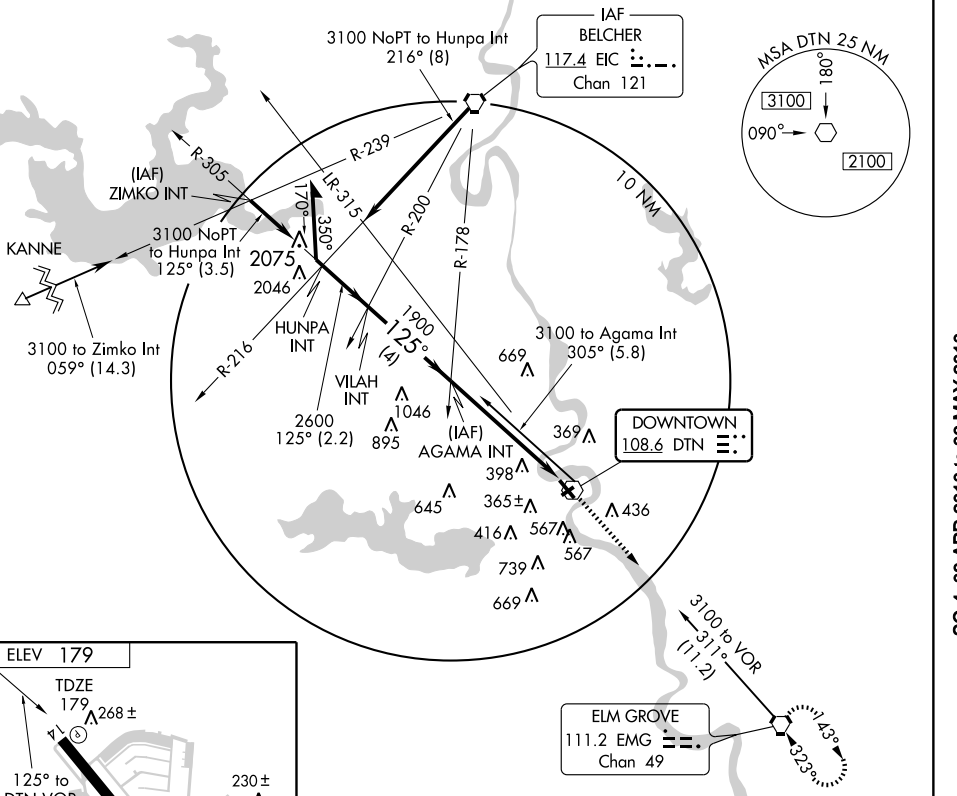 IAF
BELCHER
117.4 EIC
Chan 121
3100 NoPT to Hunpa Int
216° (8)
MSA DTN 25 NM
180°
3100
090°
2100
R-305
R-239
(IAF)
ZIMKO INT
LR-315
170°
350°
R-200
R-178
10 NM
KANNE
3100 NoPT
to Hunpa Int
125° (3.5)
2075
2046
3100 to Zimko Int
059° (14.3)
HUNPA
INT
R-216
1900
125°
(4)
3100 to Agama Int
305° (5.8)
669
VILAH
INT
2600
125° (2.2)
1046
895
(IAF)
AGAMA INT
369
DOWNTOWN
108.6 DTN
398
645
365±
436
416
567
567
739
669
3100 to VOR
311°
(11.2)
ELM GROVE
111.2 EMG
Chan 49
143°
323°
ELEV 179
TDZE
179
268±
P
14
125° to
DTN VOR
230±